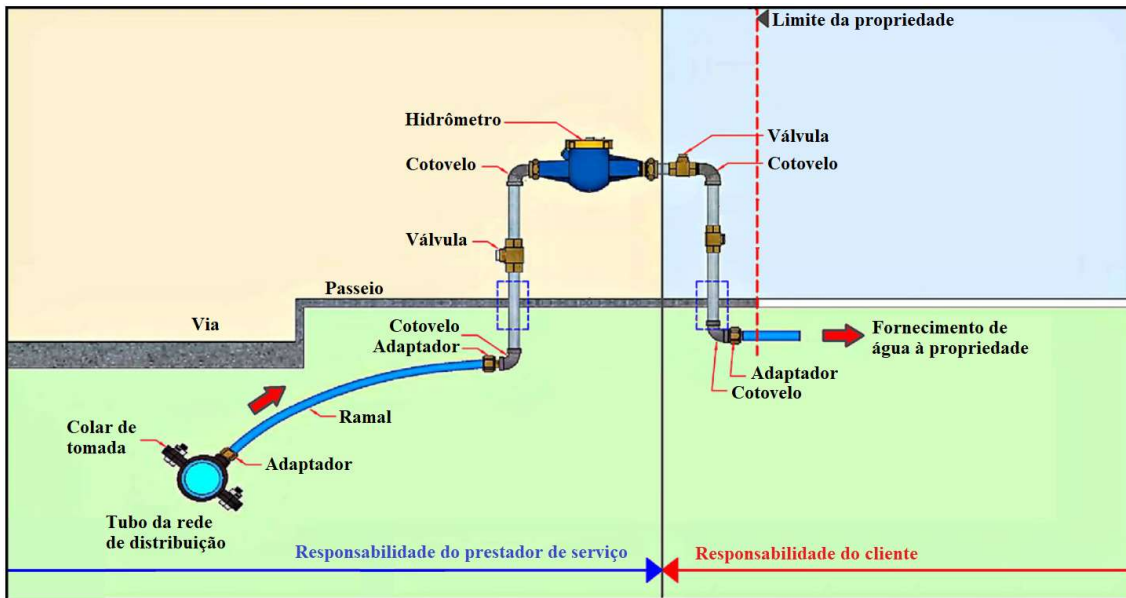 Limite da
propriedade
Hidrômetro
Válvula
Cotovelo
Cotovelo
Válvula
Passeio
Via
Cotovelo
Adaptador
Fornecimento de
água à propriedade
Adaptador
Cotovelo
Ramal
Colar de
tomada
Adaptador
Tubo da rede
de distribuição
Responsabilidade do prestador de serviço
Responsabilidade do cliente